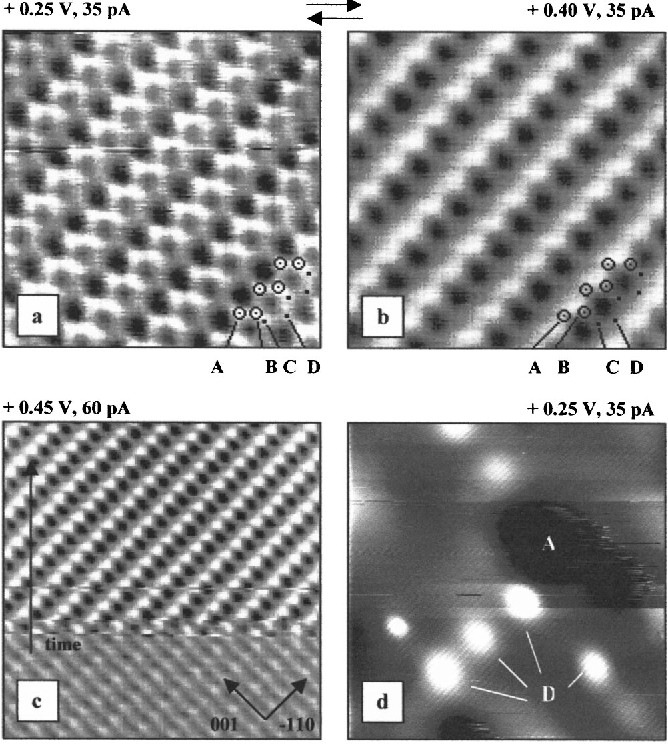 + 0.25 V, 35 pA
+ 0.40 V, 35 pA
a
b
A B C D
A B C D
+ 0.45 V, 60 pA
+ 0.25 V, 35 pA
time
001 -110
c
A
D
d